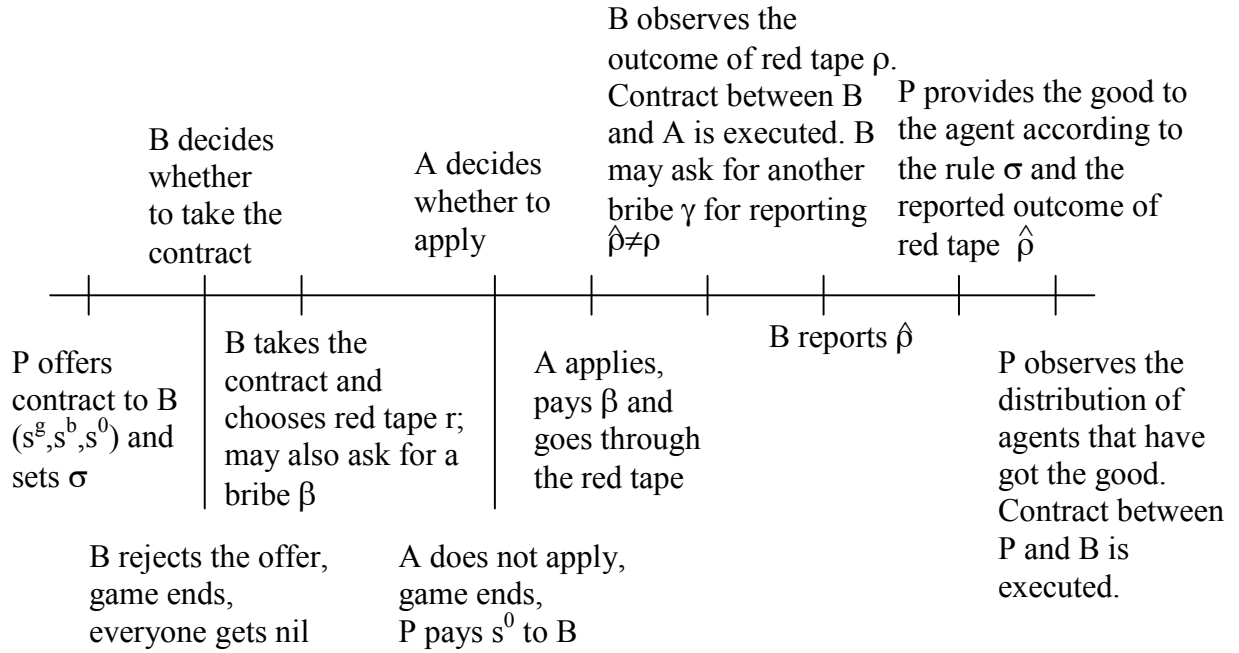 B observes the
outcome of red tape ρ.
Contract between B
and A is executed. B
may ask for another
bribe γ for reporting
ρ̂≠ρ
P provides the good to
the agent according to
the rule σ and the
reported outcome of
red tape ρ̂
B decides
whether
to take the
contract
A decides
whether to
apply
P offers
contract to B
(s^g,s^b,s^0) and
sets σ
B takes the
contract and
chooses red tape r;
may also ask for a
bribe β
A applies,
pays β and
goes through
the red tape
B reports ρ̂
P observes the
distribution of
agents that have
got the good.
Contract between
P and B is
executed.
B rejects the offer,
game ends,
everyone gets nil
A does not apply,
game ends,
P pays s^0 to B